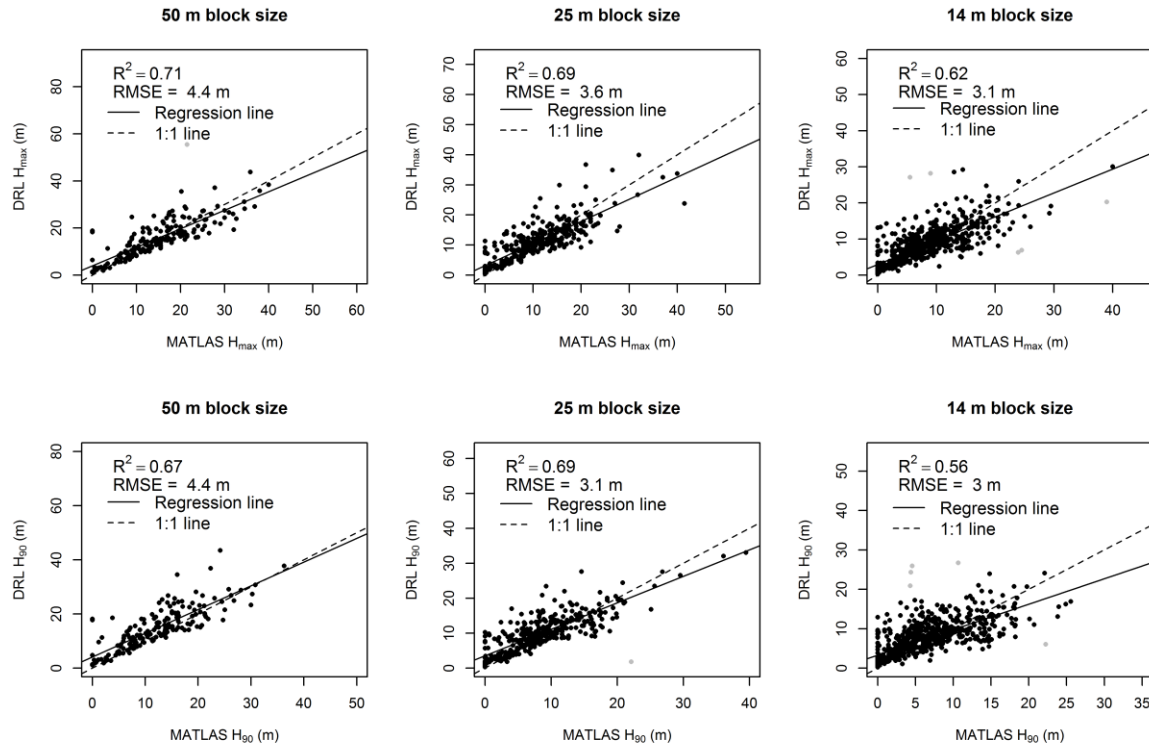 50 m block size
R² = 0.71
RMSE = 4.4 m
Regression line
1:1 line
DRL Hmax (m)
80
60
40
20
0
0 10 20 30 40 50 60
MATLAS Hmax (m)
25 m block size
R² = 0.69
RMSE = 3.6 m
Regression line
1:1 line
DRL Hmax (m)
70
60
50
40
30
20
10
0
0 10 20 30 40 50
MATLAS Hmax (m)
14 m block size
R² = 0.62
RMSE = 3.1 m
Regression line
1:1 line
DRL Hmax (m)
60
50
40
30
20
10
0
0 10 20 30 40
MATLAS Hmax (m)
50 m block size
R² = 0.67
RMSE = 4.4 m
Regression line
1:1 line
DRL H90 (m)
80
60
40
20
0
0 10 20 30 40 50
MATLAS H90 (m)
25 m block size
R² = 0.69
RMSE = 3.1 m
Regression line
1:1 line
DRL H90 (m)
60
50
40
30
20
10
0
0 10 20 30 40
MATLAS H90 (m)
14 m block size
R² = 0.56
RMSE = 3 m
Regression line
1:1 line
DRL H90 (m)
50
40
30
20
10
0
0 5 10 15 20 25 30 35
MATLAS H90 (m)